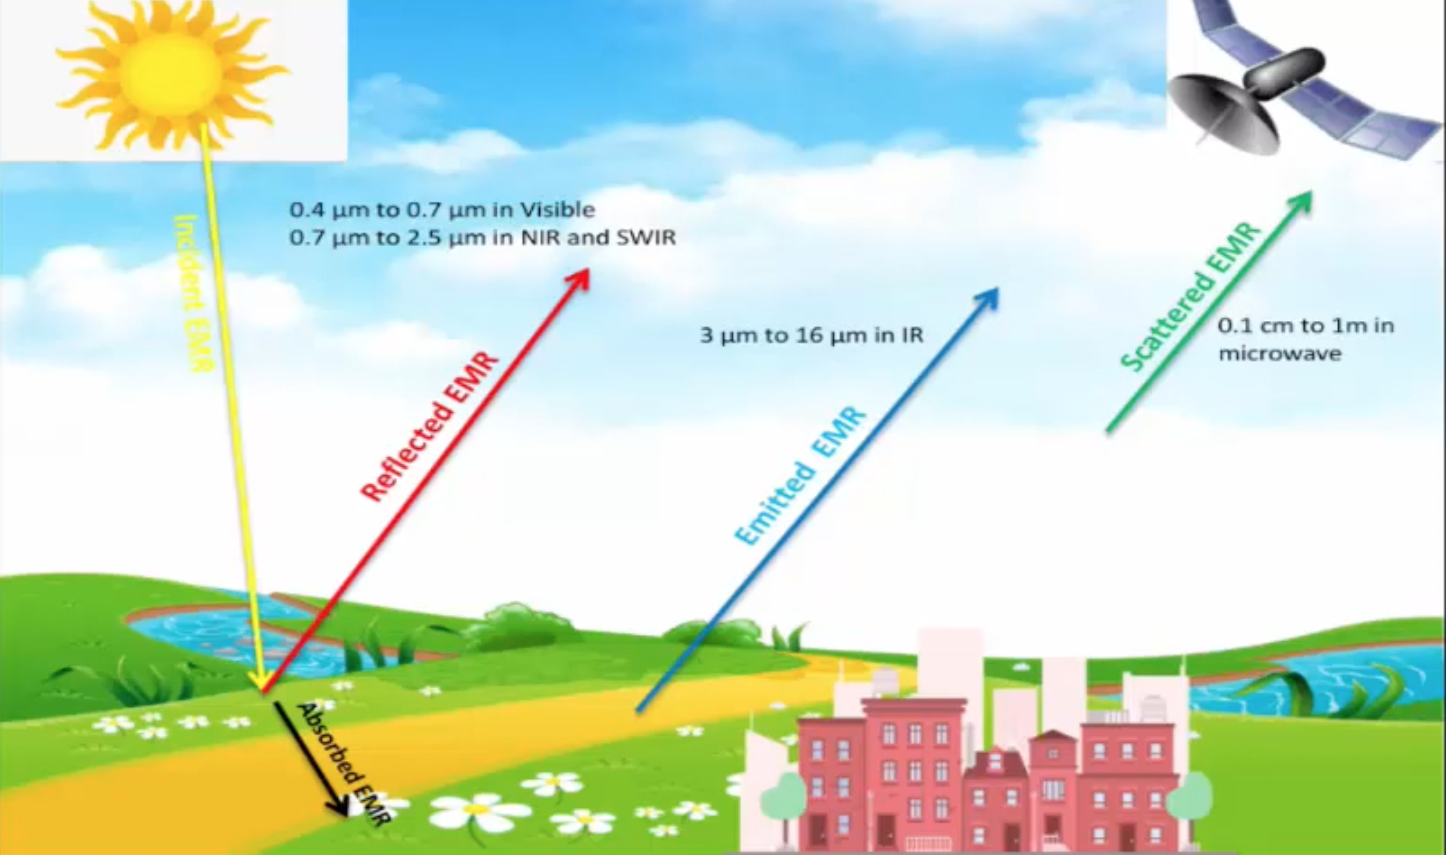 Incident EMR
0.4 µm to 0.7 µm in Visible
0.7 µm to 2.5 µm in NIR and SWIR
Reflected EMR
3 µm to 16 µm in IR
Emitted EMR
Scattered EMR
0.1 cm to 1m in
microwave
Absorbed EMR